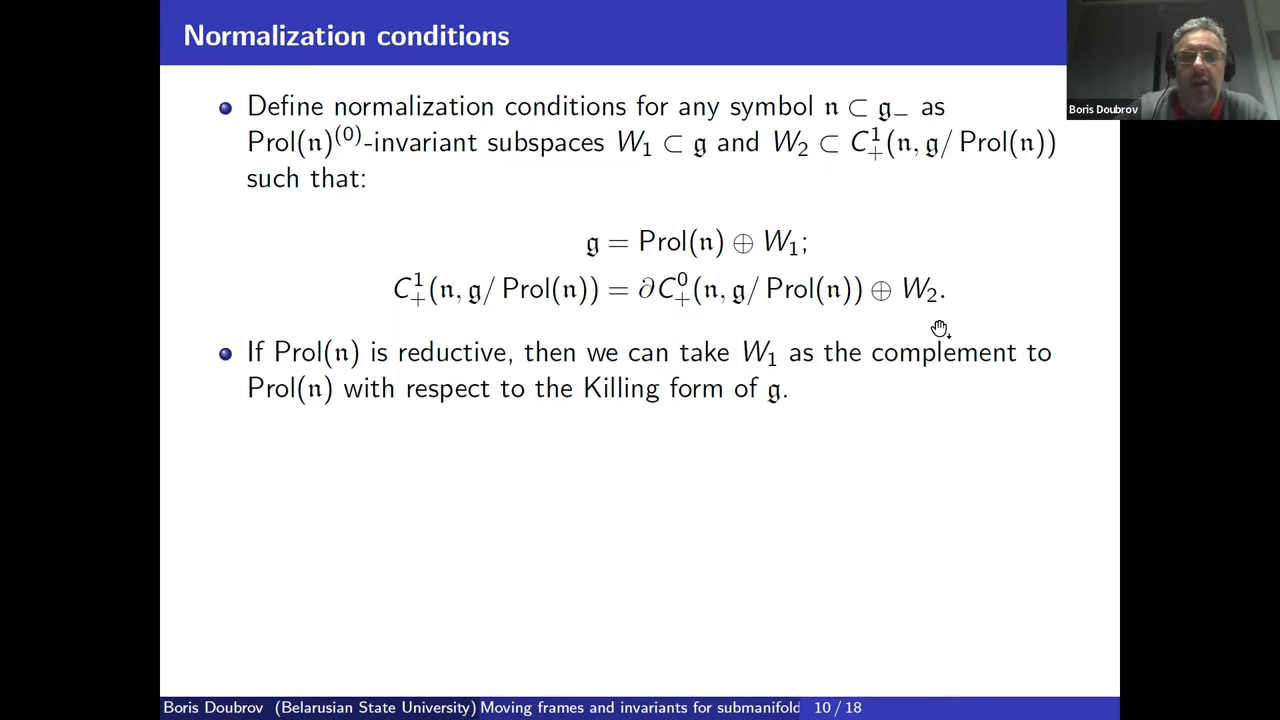 Normalization conditions
Boris Doubrov
Define normalization conditions for any symbol 𝔫 ⊂ 𝔤₋ as
Prol(𝔫)⁽⁰⁾-invariant subspaces W₁ ⊂ 𝔤 and W₂ ⊂ C¹₊(𝔫, 𝔤/ Prol(𝔫))
such that:
𝔤 = Prol(𝔫) ⊕ W₁;
C¹₊(𝔫, 𝔤/ Prol(𝔫)) = ∂C⁰₊(𝔫, 𝔤/ Prol(𝔫)) ⊕ W₂.
If Prol(𝔫) is reductive, then we can take W₁ as the complement to
Prol(𝔫) with respect to the Killing form of 𝔤.
Boris Doubrov (Belarusian State University) Moving frames and invariants for submanifold 10 / 18